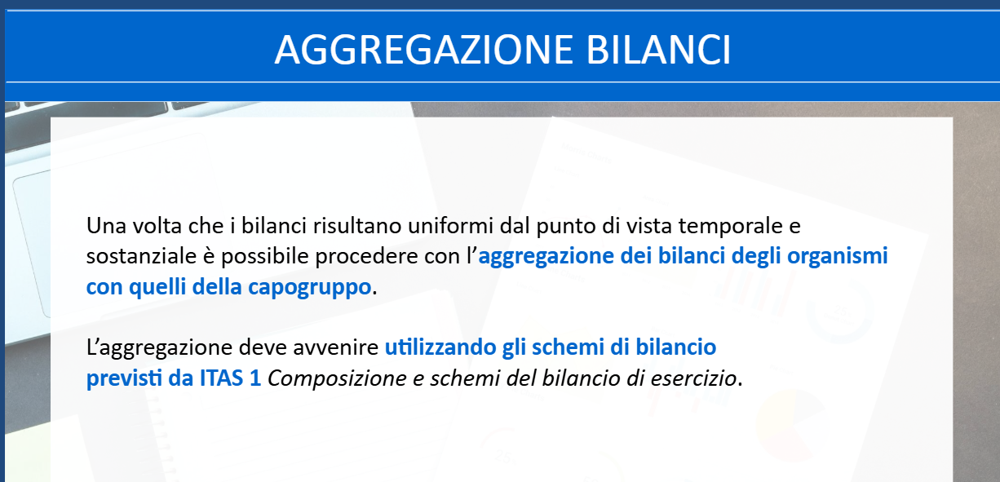 AGGREGAZIONE BILANCI
Una volta che i bilanci risultano uniformi dal punto di vista temporale e
sostanziale è possibile procedere con l’aggregazione dei bilanci degli organismi
con quelli della capogruppo.
L’aggregazione deve avvenire utilizzando gli schemi di bilancio
previsti da ITAS 1 Composizione e schemi del bilancio di esercizio.